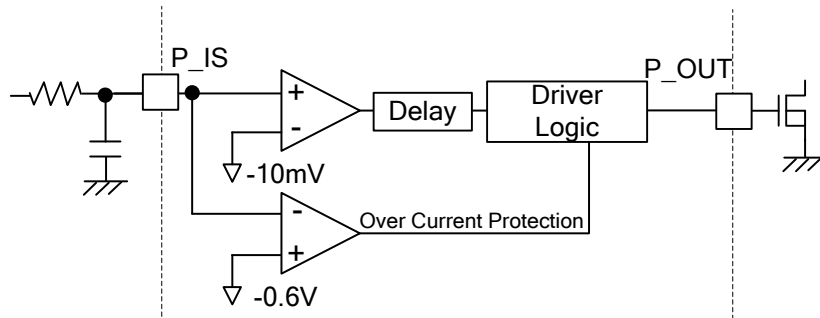 P_IS
P_OUT
+
-
-10mV
Delay
Driver
Logic
-
+
-0.6V
Over Current Protection